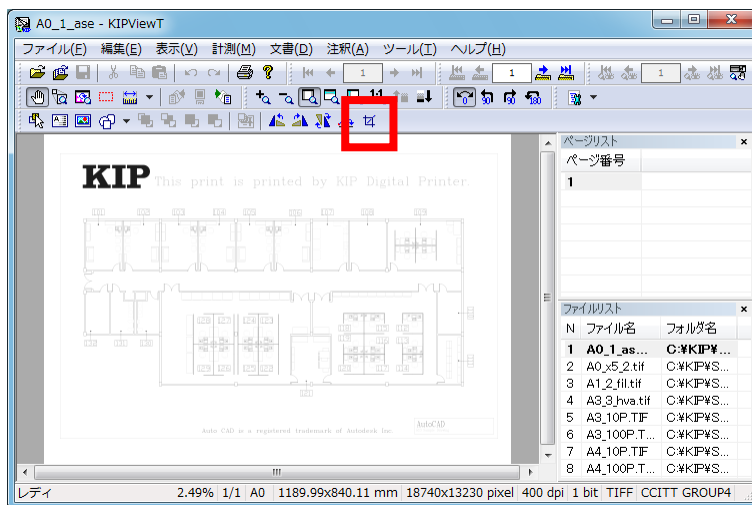 A0_1_ase - KIPViewT
ファイル(F) 編集(E) 表示(V) 計測(M) 文書(D) 注釈(A) ツール(T) ヘルプ(H)
1 1 1
1:1
0 90 90 180
KIP This print is printed by KIP Digital Printer.
AutoCAD
Auto CAD is a registered trademark of Autodesk Inc.
ページリスト
ページ番号
1
ファイルリスト
N ファイル名 フォルダ名
1 A0_1_as... C:¥KIP¥...
2 A0_x5_2.tif C:¥KIP¥S...
3 A1_2_fil.tif C:¥KIP¥S...
4 A3_3_hva.tif C:¥KIP¥S...
5 A3_10P.TIF C:¥KIP¥S...
6 A3_100P.T... C:¥KIP¥S...
7 A4_10P.TIF C:¥KIP¥S...
8 A4_100P.T... C:¥KIP¥S...
レディ 2.49% 1/1 A0 1189.99x840.11 mm 18740x13230 pixel 400 dpi 1 bit TIFF CCITT GROUP4